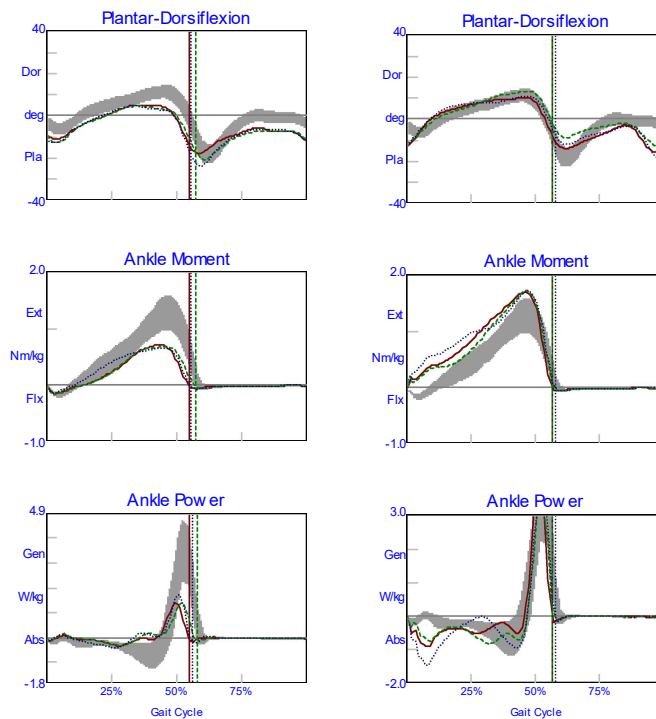 Plantar-Dorsiflexion
40
Dor
deg
Pla
-40
Plantar-Dorsiflexion
40
Dor
deg
Pla
-40
Ankle Moment
2.0
Ext
Nm/kg
Flx
-1.0
Ankle Moment
2.0
Ext
Nm/kg
Flx
-1.0
Ankle Power
4.9
Gen
W/kg
Abs
-1.8
25% 50% 75%
Gait Cycle
Ankle Power
3.0
Gen
W/kg
Abs
-2.0
25% 50% 75%
Gait Cycle